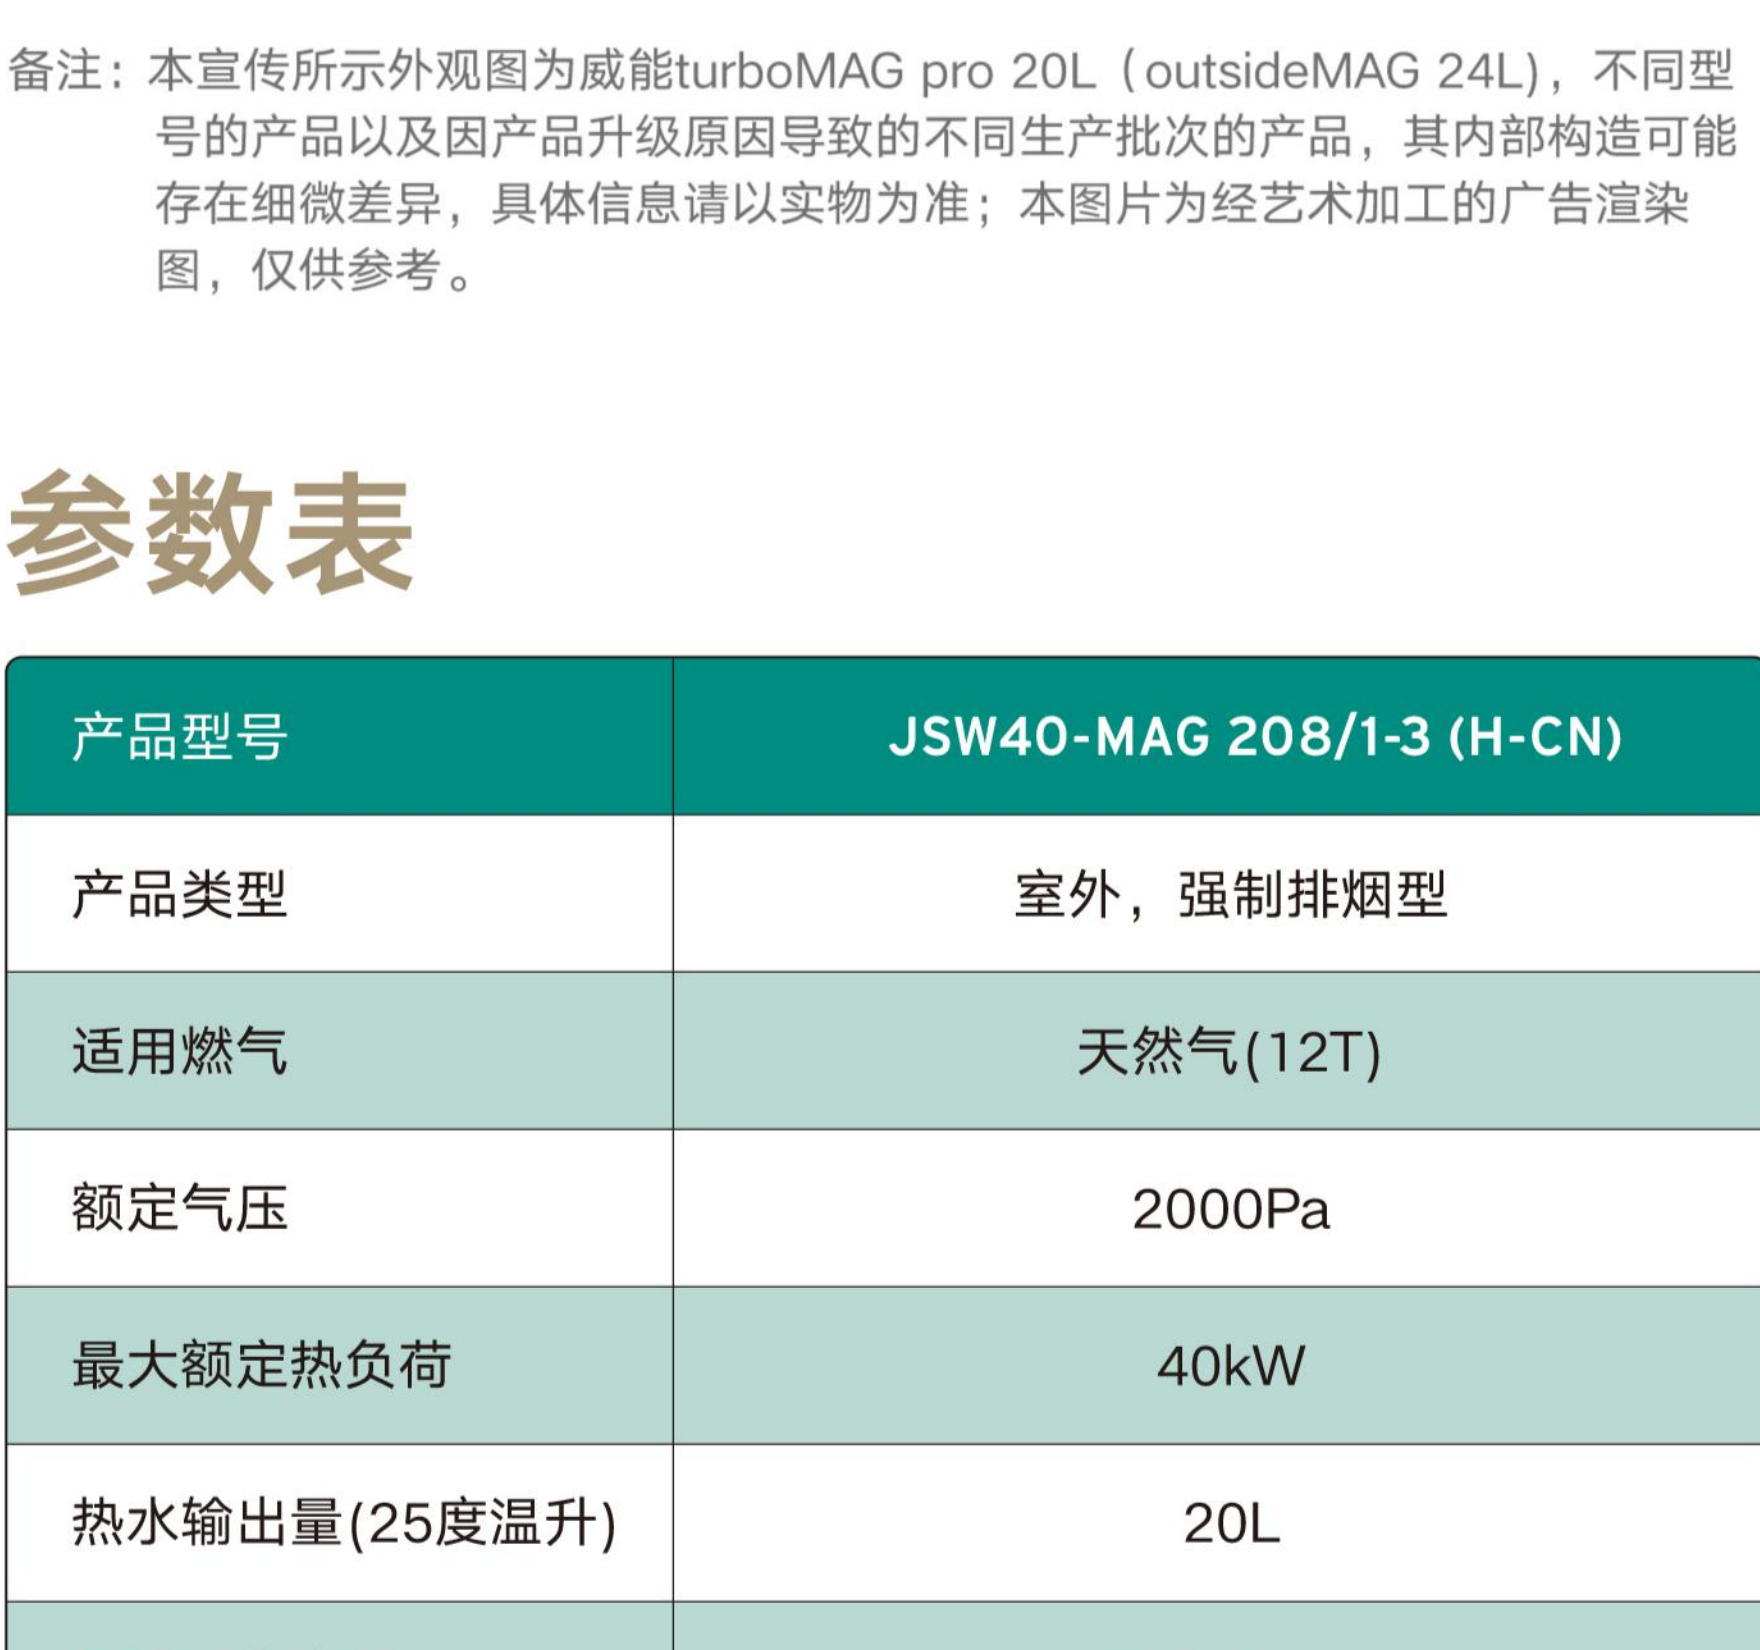 备注：本宣传所示外观图为威能turboMAG pro 20L（outsideMAG 24L)，不同型
号的产品以及因产品升级原因导致的不同生产批次的产品，其内部构造可能
存在细微差异，具体信息请以实物为准；本图片为经艺术加工的广告渲染
图，仅供参考。
参数表
产品型号 JSW40-MAG 208/1-3 (H-CN)
产品类型 室外，强制排烟型
适用燃气 天然气(12T)
额定气压 2000Pa
最大额定热负荷 40kW
热水输出量(25度温升) 20L